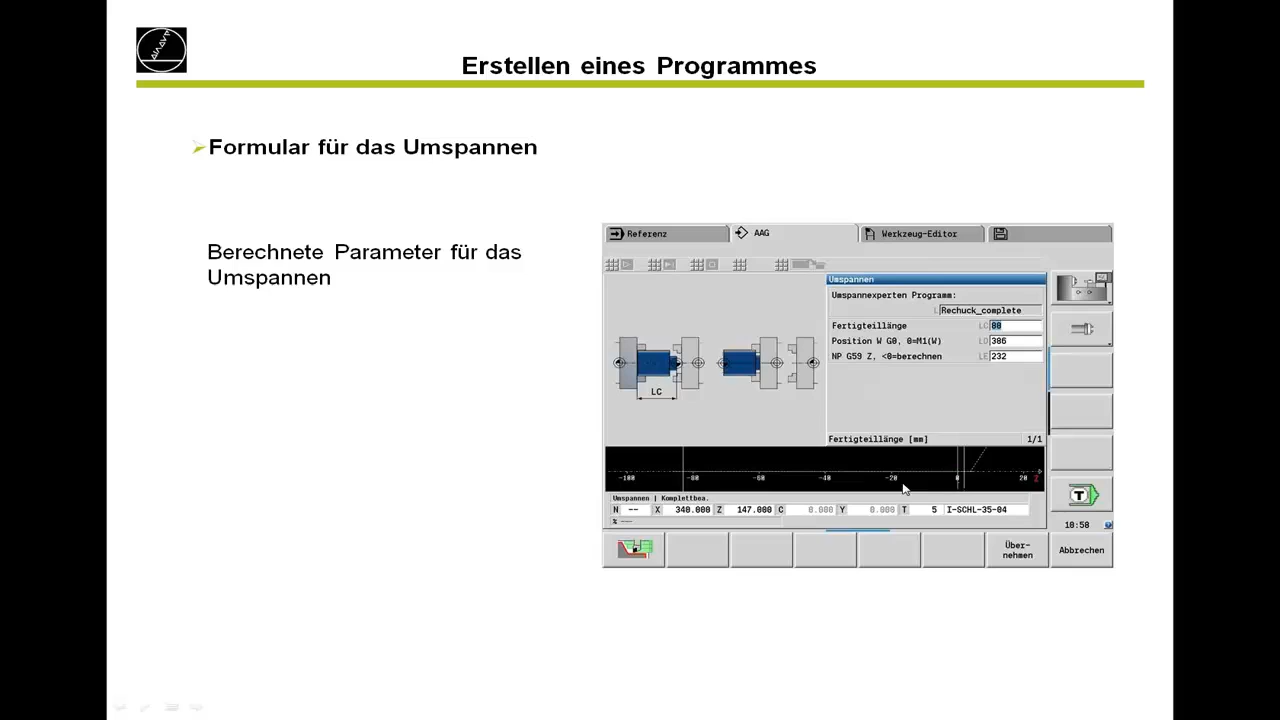 Erstellen eines Programmes
Formular für das Umspannen
Berechnete Parameter für das
Umspannen
Referenz
AAG
Werkzeug-Editor
Umspannen
Umspannexperten Programm:
L Rechuck_complete
Fertigteillänge LC 80
Position W G0, 0=M1(W) LD 306
NP G59 Z, <0=berechnen LE 232
LC
Fertigteillänge [mm] 1/1
-100 -80 -60 -40 -20 0 20 Z
Umspannen | Komplettbea.
N -- X 340.000 Z 147.000 C 0.000 Y 0.000 T 5 I-SCHL-35-04
% ---
10:58
Über-
nehmen
Abbrechen